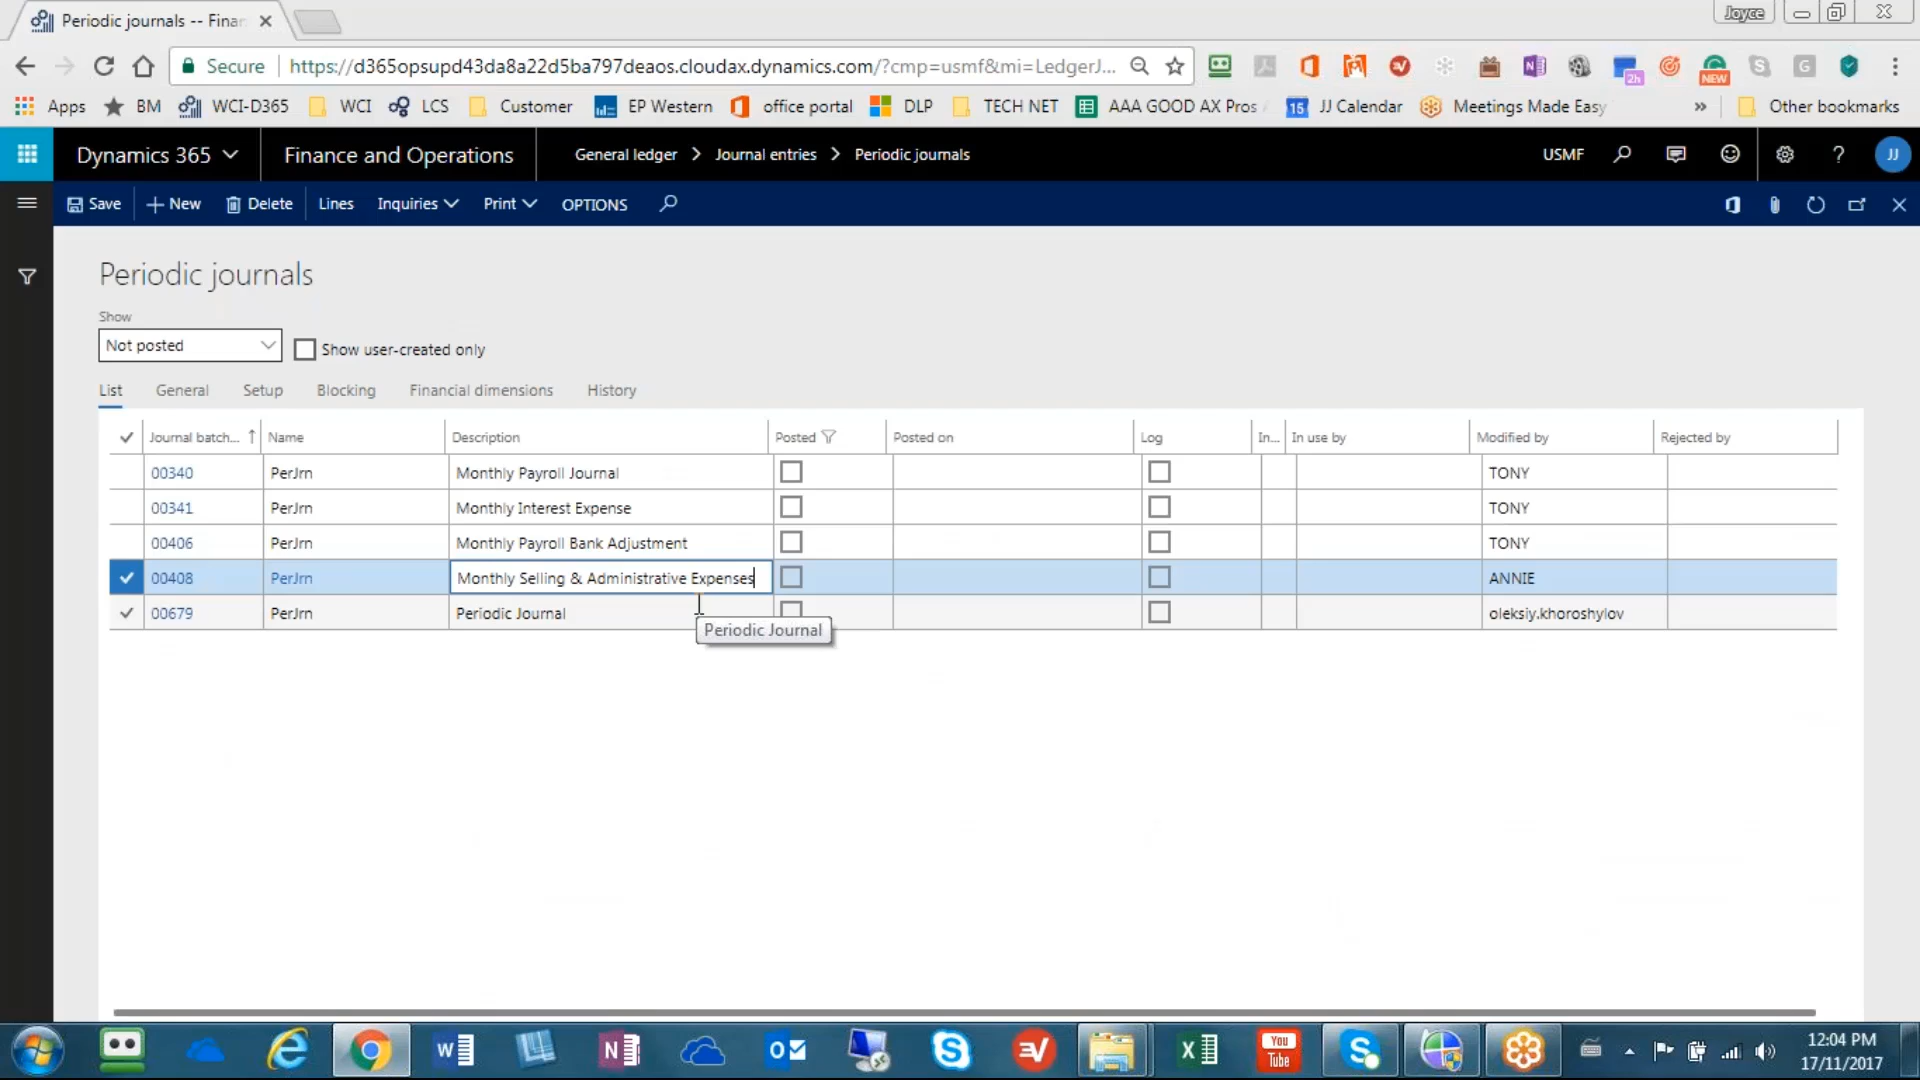 Periodic journals -- Finan
Joyce
Secure
https://d365opsupd43da8a22d5ba797deaos.cloudax.dynamics.com/?cmp=usmf&mi=LedgerJ...
2h
NEW
Apps
BM
WCI-D365
WCI
LCS
Customer
EP Western
office portal
DLP
TECH NET
AAA GOOD AX Pros
15
JJ Calendar
Meetings Made Easy
»
Other bookmarks
Dynamics 365
Finance and Operations
General ledger > Journal entries > Periodic journals
USMF
?
JJ
Save
New
Delete
Lines
Inquiries
Print
OPTIONS
Periodic journals
Show
Not posted
Show user-created only
List General Setup Blocking Financial dimensions History
Journal batch... Name Description Posted Posted on Log In... In use by Modified by Rejected by
00340 PerJrn Monthly Payroll Journal TONY
00341 PerJrn Monthly Interest Expense TONY
00406 PerJrn Monthly Payroll Bank Adjustment TONY
00408 PerJrn Monthly Selling & Administrative Expenses ANNIE
00679 PerJrn Periodic Journal oleksiy.khoroshylov
Periodic Journal
You
Tube
12:04 PM
17/11/2017